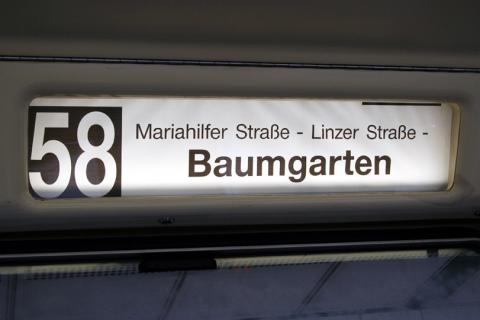 58
Mariahilfer Straße - Linzer Straße -
Baumgarten